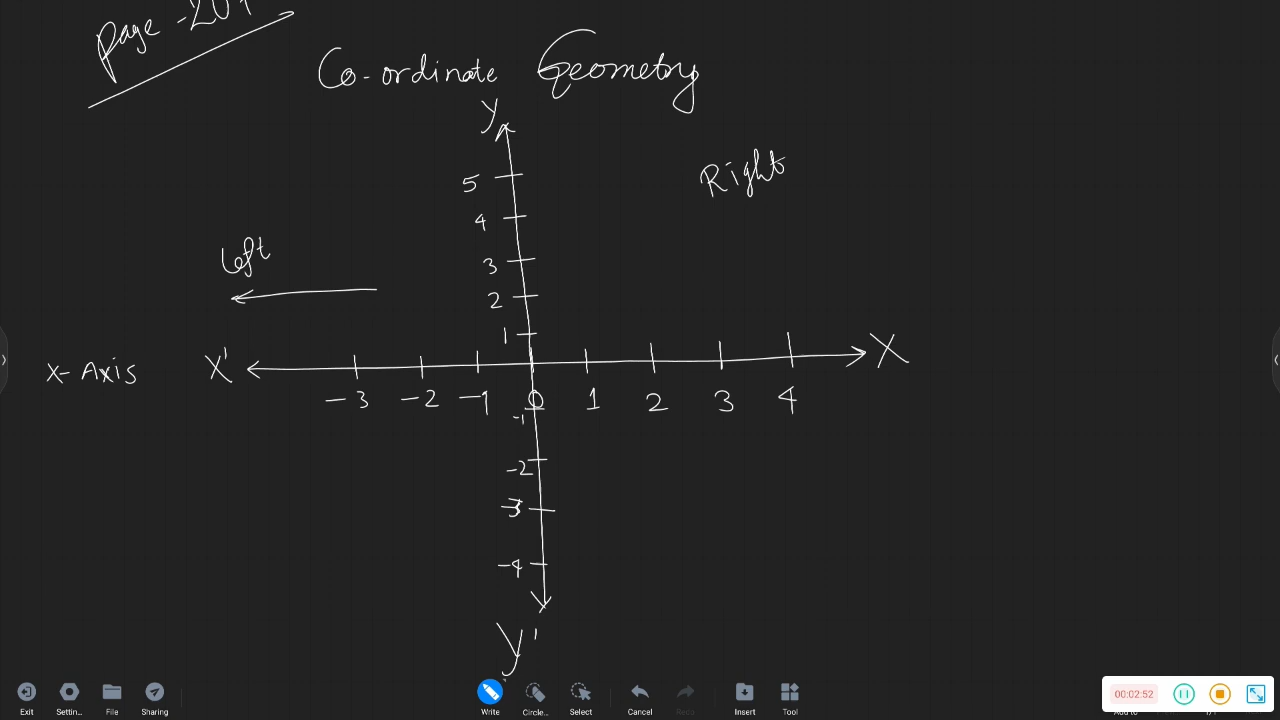 Page -20
Co-ordinate Geometry
y
Right
5
4
Left
3
2
1
X-Axis X' X
-3 -2 -1 0 1 2 3 4
-1
-2
-3
-4
y'
00:02:52
Exit Settin... File Sharing Write Circle... Select Cancel Redo Insert Tool